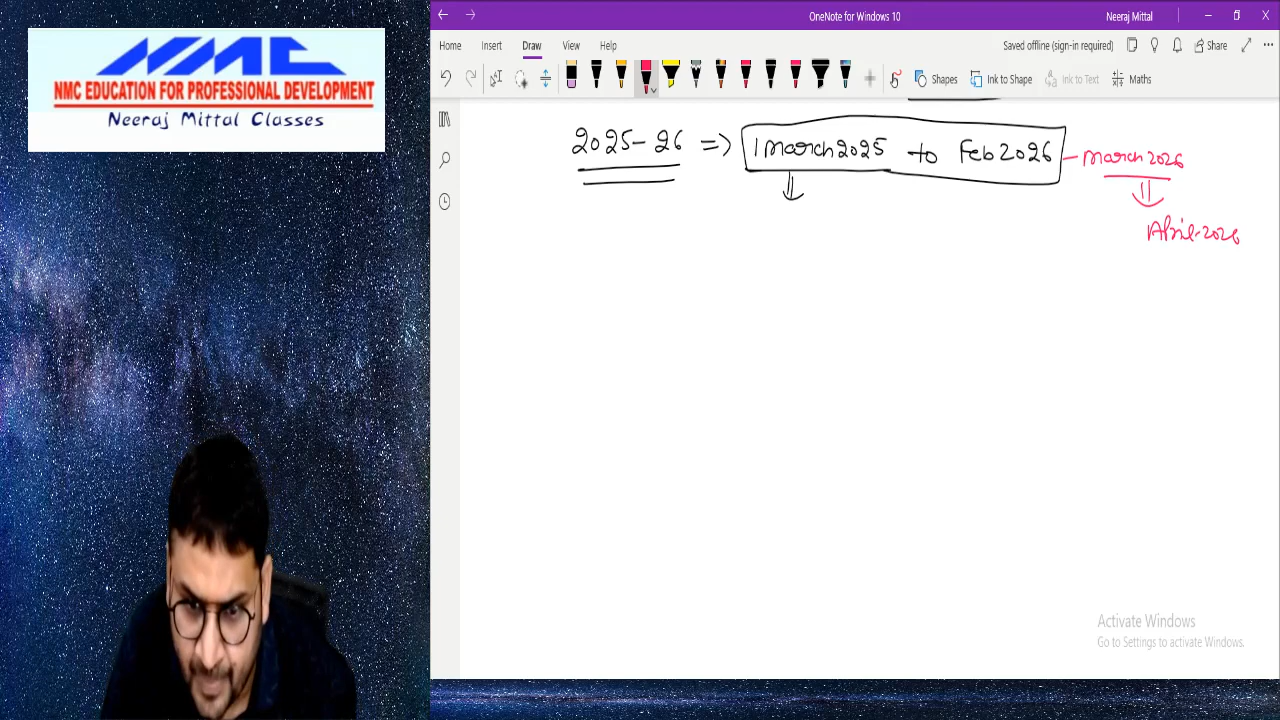 NMC
NMC EDUCATION FOR PROFESSIONAL DEVELOPMENT
Neeraj Mittal Classes
OneNote for Windows 10
Neeraj Mittal
Home Insert Draw View Help
Saved offline (sign-in required)
Share
Shapes Ink to Shape Ink to Text Maths
2025-26 => 1 March 2025 to Feb 2026 - March 2026
April-2026
Activate Windows
Go to Settings to activate Windows.